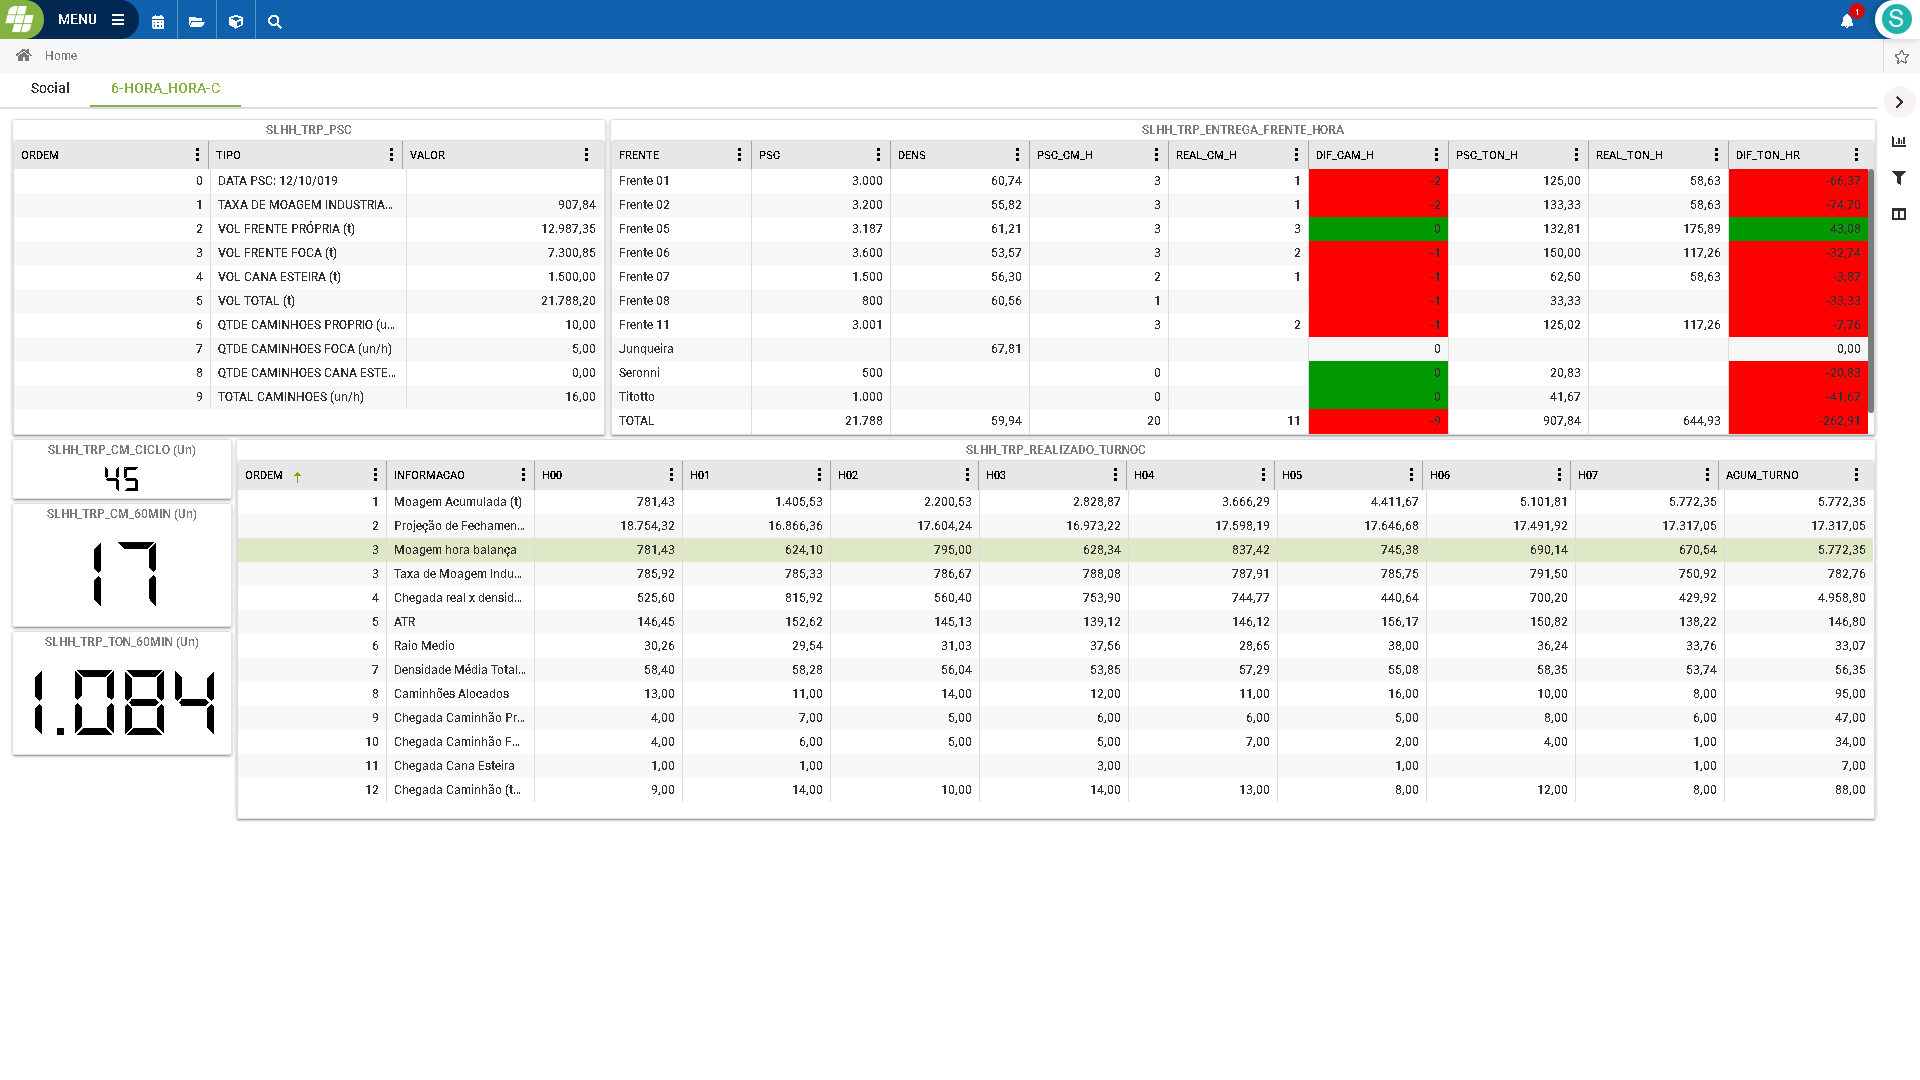 MENU
1
S
Home
Social 6-HORA_HORA-C
SLHH_TRP_PSC
ORDEM TIPO VALOR
0 DATA PSC: 12/10/019
1 TAXA DE MOAGEM INDUSTRIA... 907,84
2 VOL FRENTE PRÓPRIA (t) 12.987,35
3 VOL FRENTE FOCA (t) 7.300,85
4 VOL CANA ESTEIRA (t) 1.500,00
5 VOL TOTAL (t) 21.788,20
6 QTDE CAMINHOES PROPRIO (u... 10,00
7 QTDE CAMINHOES FOCA (un/h) 5,00
8 QTDE CAMINHOES CANA ESTE... 0,00
9 TOTAL CAMINHOES (un/h) 16,00
SLHH_TRP_ENTREGA_FRENTE_HORA
FRENTE PSC DENS PSC_CM_H REAL_CM_H DIF_CAM_H PSC_TON_H REAL_TON_H DIF_TON_HR
Frente 01 3.000 60,74 3 1 -2 125,00 58,63 -66,37
Frente 02 3.200 55,82 3 1 -2 133,33 58,63 -74,70
Frente 05 3.187 61,21 3 3 0 132,81 175,89 43,08
Frente 06 3.600 53,57 3 2 -1 150,00 117,26 -32,74
Frente 07 1.500 56,30 2 1 -1 62,50 58,63 -3,87
Frente 08 800 60,56 1 -1 33,33 -33,33
Frente 11 3.001 3 2 -1 125,02 117,26 -7,76
Junqueira 67,81 0 0,00
Seronni 500 0 0 20,83 -20,83
Titotto 1.000 0 0 41,67 -41,67
TOTAL 21.788 59,94 20 11 -9 907,84 644,93 -262,91
SLHH_TRP_CM_CICLO (Un)
45
SLHH_TRP_CM_60MIN (Un)
17
SLHH_TRP_TON_60MIN (Un)
1.084
SLHH_TRP_REALIZADO_TURNOC
ORDEM INFORMACAO H00 H01 H02 H03 H04 H05 H06 H07 ACUM_TURNO
1 Moagem Acumulada (t) 781,43 1.405,53 2.200,53 2.828,87 3.666,29 4.411,67 5.101,81 5.772,35 5.772,35
2 Projeção de Fechamen... 18.754,32 16.866,36 17.604,24 16.973,22 17.598,19 17.646,68 17.491,92 17.317,05 17.317,05
3 Moagem hora balança 781,43 624,10 795,00 628,34 837,42 745,38 690,14 670,54 5.772,35
3 Taxa de Moagem Indu... 785,92 785,33 786,67 788,08 787,91 785,75 791,50 750,92 782,76
4 Chegada real x densid... 525,60 815,92 560,40 753,90 744,77 440,64 700,20 429,92 4.958,80
5 ATR 146,45 152,62 145,13 139,12 146,12 156,17 150,82 138,22 146,80
6 Raio Medio 30,26 29,54 31,03 37,56 28,65 38,00 36,24 33,76 33,07
7 Densidade Média Total... 58,40 58,28 56,04 53,85 57,29 55,08 58,35 53,74 56,35
8 Caminhões Alocados 13,00 11,00 14,00 12,00 11,00 16,00 10,00 8,00 95,00
9 Chegada Caminhão Pr... 4,00 7,00 5,00 6,00 6,00 5,00 8,00 6,00 47,00
10 Chegada Caminhão F... 4,00 6,00 5,00 5,00 7,00 2,00 4,00 1,00 34,00
11 Chegada Cana Esteira 1,00 1,00 3,00 1,00 1,00 7,00
12 Chegada Caminhão (t... 9,00 14,00 10,00 14,00 13,00 8,00 12,00 8,00 88,00